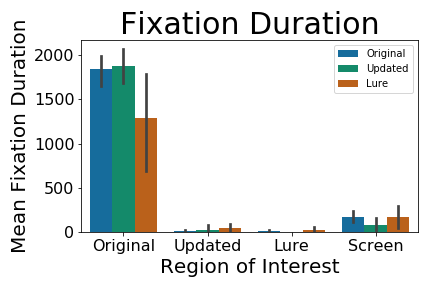 Fixation Duration
Mean Fixation Duration
2000
1500
1000
500
0
Original
Updated
Lure
Original
Updated
Lure
Screen
Region of Interest